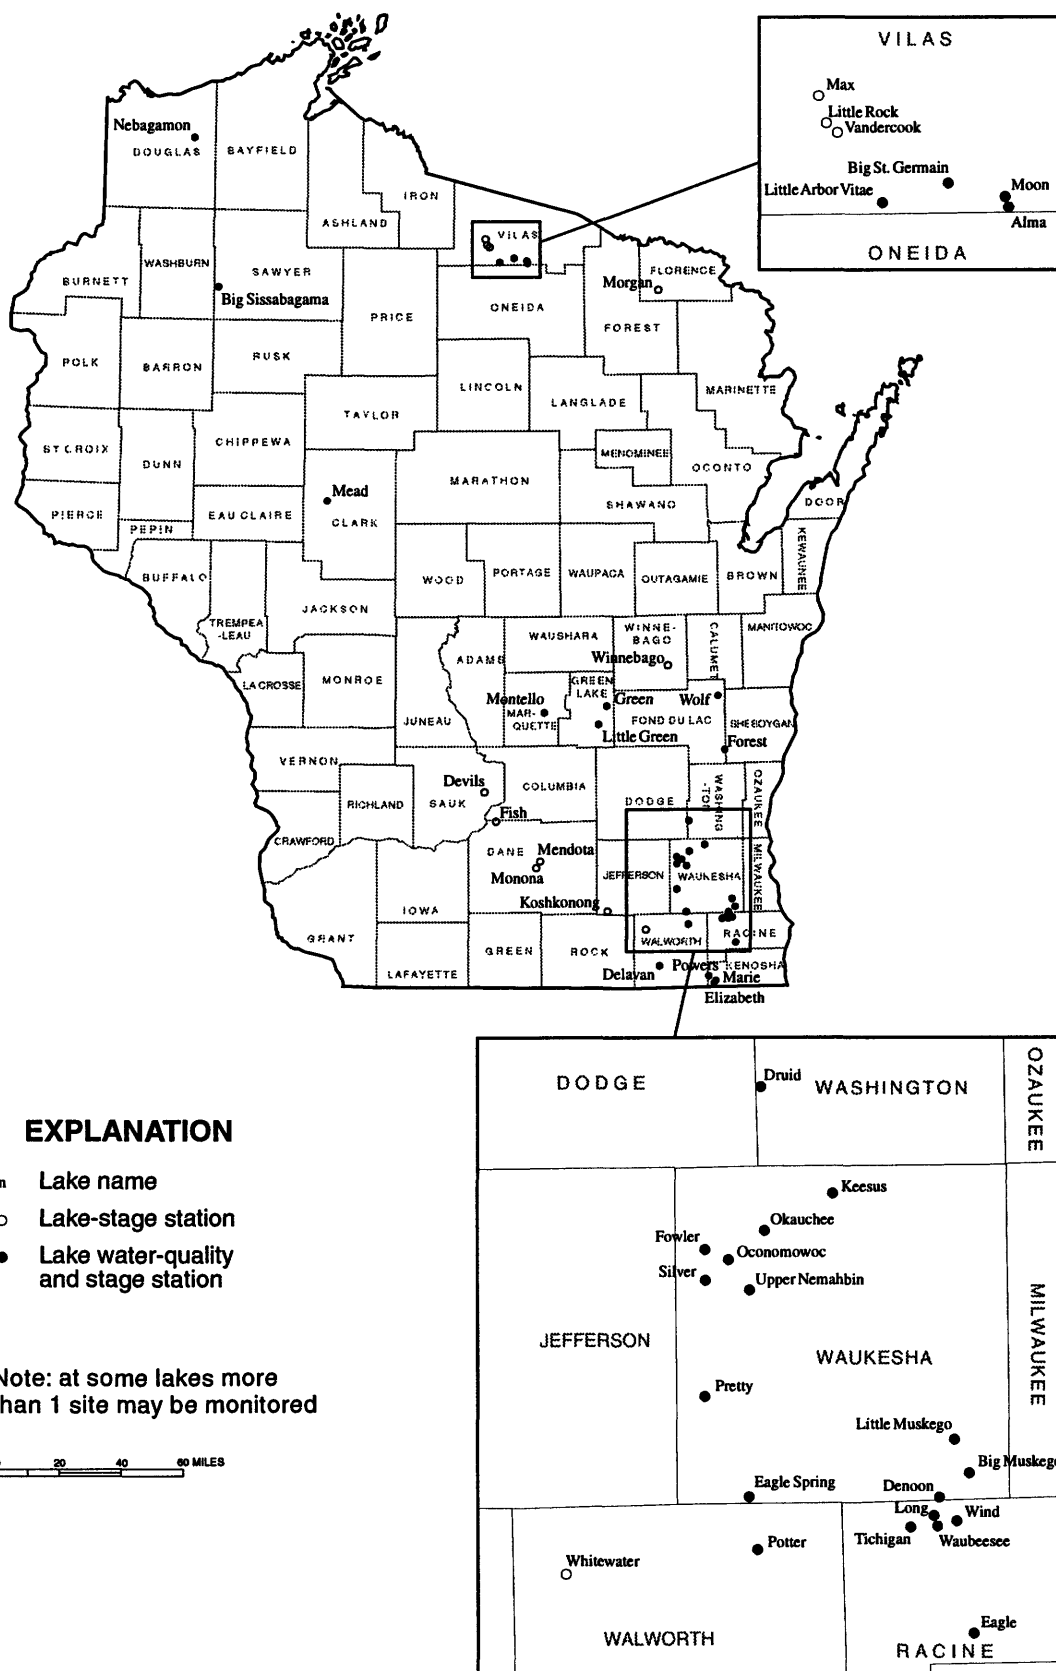 VILAS
Max
Little Rock
Vandercook
Big St. Germain
Little Arbor Vitae
Moon
Alma
ONEIDA
Nebagamon
DOUGLAS
BAYFIELD
IRON
ASHLAND
VILAS
WASHBURN
SAWYER
BURNETT
Big Sissabagama
FLORENCE
Morgan
PRICE
ONEIDA
FOREST
POLK
BARRON
RUSK
LINCOLN
MARINETTE
LANGLADE
TAYLOR
ST CROIX
DUNN
CHIPPEWA
MENOMINEE
OCONTO
MARATHON
Mead
CLARK
SHAWANO
DOOR
PIERCE
PEPIN
EAU CLAIRE
KEWAUNEE
BUFFALO
WOOD
PORTAGE
WAUPACA
OUTAGAMIE
BROWN
JACKSON
TREMPEA
-LEAU
WAUSHARA
WINNE-
BAGO
CALUMET
MANITOWOC
ADAMS
Winnebago
LA CROSSE
MONROE
GREEN
LAKE
Montello
MAR-
QUETTE
Green
Wolf
JUNEAU
FOND DU LAC
SHEBOYGAN
Little Green
Forest
VERNON
Devils
COLUMBIA
RICHLAND
SAUK
DODGE
WASHING
-TON
OZAUKEE
Fish
CRAWFORD
DANE
Mendota
Monona
JEFFERSON
WAUKESHA
MILWAUKEE
Koshkonong
IOWA
GRANT
GREEN
ROCK
WALWORTH
RACINE
LAFAYETTE
Delavan
Powers
KENOSHA
Marie
Elizabeth
DODGE
Druid
WASHINGTON
OZAUKEE
Keesus
Okauchee
Fowler
Oconomowoc
Silver
Upper Nemahbin
JEFFERSON
WAUKESHA
MILWAUKEE
Pretty
Little Muskego
Big Muskego
Eagle Spring
Denoon
Long
Wind
Tichigan
Waubeesee
Potter
Whitewater
Eagle
WALWORTH
RACINE
EXPLANATION
n Lake name
Lake-stage station
Lake water-quality
and stage station
Note: at some lakes more
than 1 site may be monitored
20 40 60 MILES